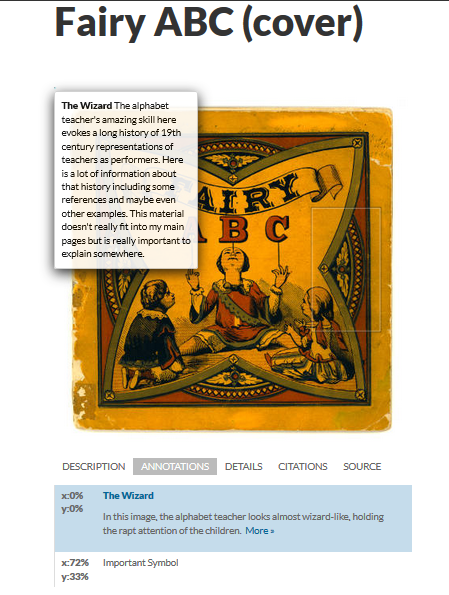 Fairy ABC (cover)
The Wizard The alphabet
teacher's amazing skill here
evokes a long history of 19th
century representations of
teachers as performers. Here
is a lot of information about
that history including some
references and maybe even
other examples. This material
doesn't really fit into my main
pages but is really important to
explain somewhere.
FAIRY
A B C
DESCRIPTION ANNOTATIONS DETAILS CITATIONS SOURCE
x:0% The Wizard
y:0%
In this image, the alphabet teacher looks almost wizard-like, holding
the rapt attention of the children. More »
x:72% Important Symbol
y:33%